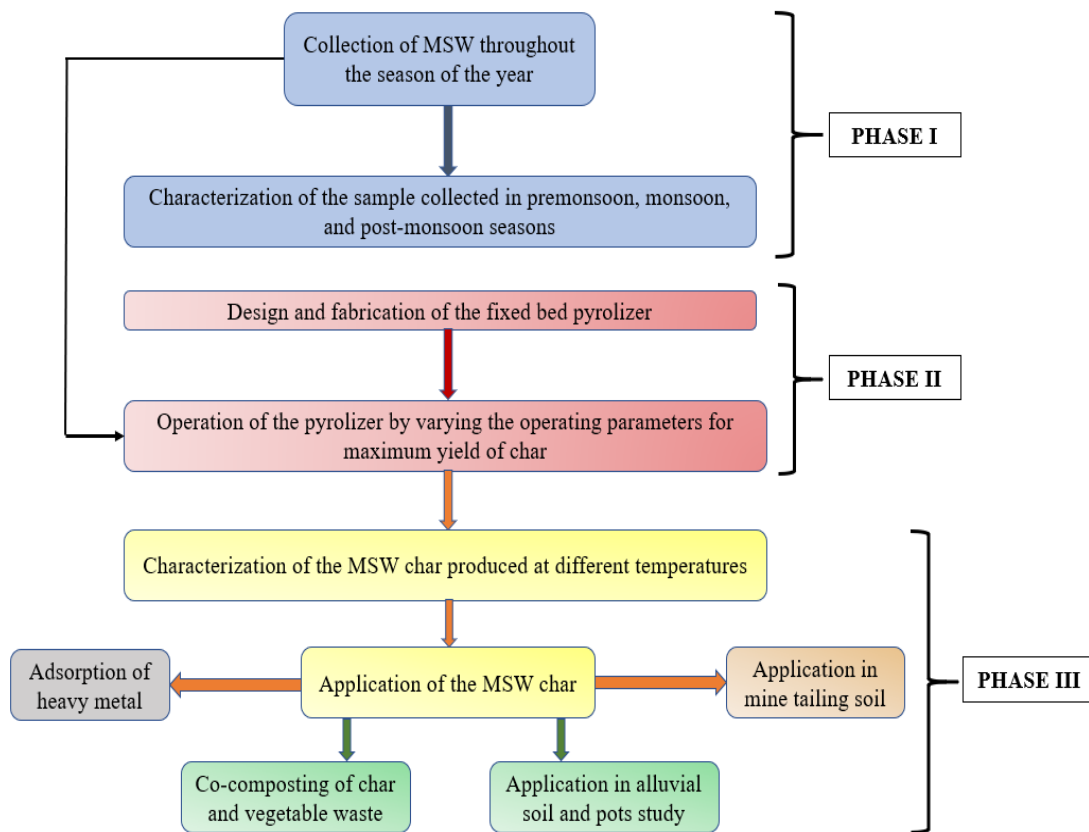 Collection of MSW throughout
the season of the year
PHASE I
Characterization of the sample collected in premonsoon, monsoon,
and post-monsoon seasons
Design and fabrication of the fixed bed pyrolizer
PHASE II
Operation of the pyrolizer by varying the operating parameters for
maximum yield of char
Characterization of the MSW char produced at different temperatures
Adsorption of
heavy metal
Application of the MSW char
Application in
mine tailing soil
PHASE III
Co-composting of char
and vegetable waste
Application in alluvial
soil and pots study